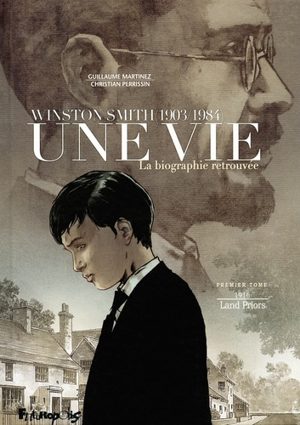 GUILLAUME MARTINEZ
CHRISTIAN PERRISSIN
WINSTON SMITH 1903-1984
UNE VIE
La biographie retrouvée
PREMIER TOME
1916
Land Priors
Futuropolis